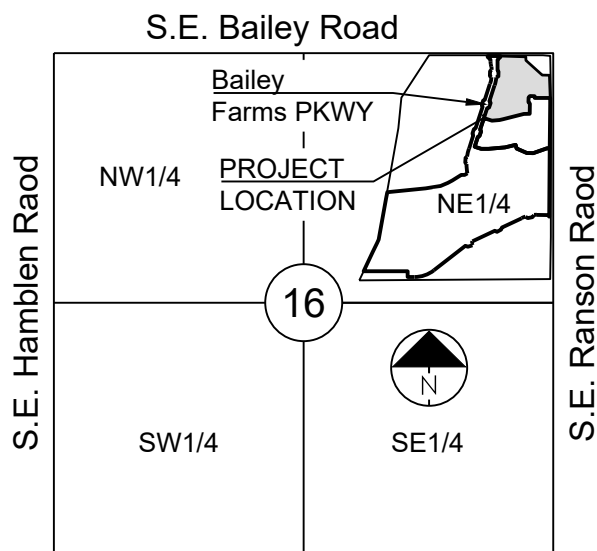 S.E. Bailey Road
Bailey
Farms PKWY
PROJECT
LOCATION
NW1/4
NE1/4
S.E. Hamblen Raod
S.E. Ranson Raod
16
N
SW1/4
SE1/4